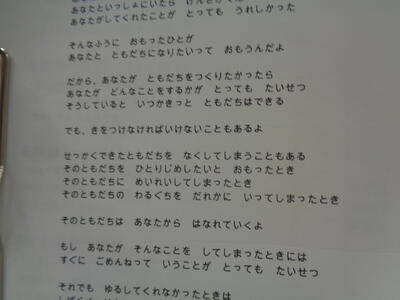 あなたといっしょにいたら
あなたがしてくれたことが　とっても　うれしかった
そんなふうに　おもったひとが
あなたと　ともだちになりたいって　おもうんだよ
だから、あなたが　ともだちをつくりたかったら
あなたが　どんなことをするかが　とっても　たいせつ
そうしていると　いつかきっと　ともだちはできる
でも、きをつけなければいけないこともあるよ
せっかくできたともだちを　なくしてしまうこともある
そのともだちを　ひとりじめしたいと　おもったとき
そのともだちに　めいれいしてしまったとき
そのともだちの　わるぐちを　だれかに　いってしまったとき
そのともだちは　あなたから　はなれていくよ
もし　あなたが　そんなことを　してしまったときには
すぐに　ごめんねって　いうことが　とっても　たいせつ
それでも　ゆるしてくれなかったときは